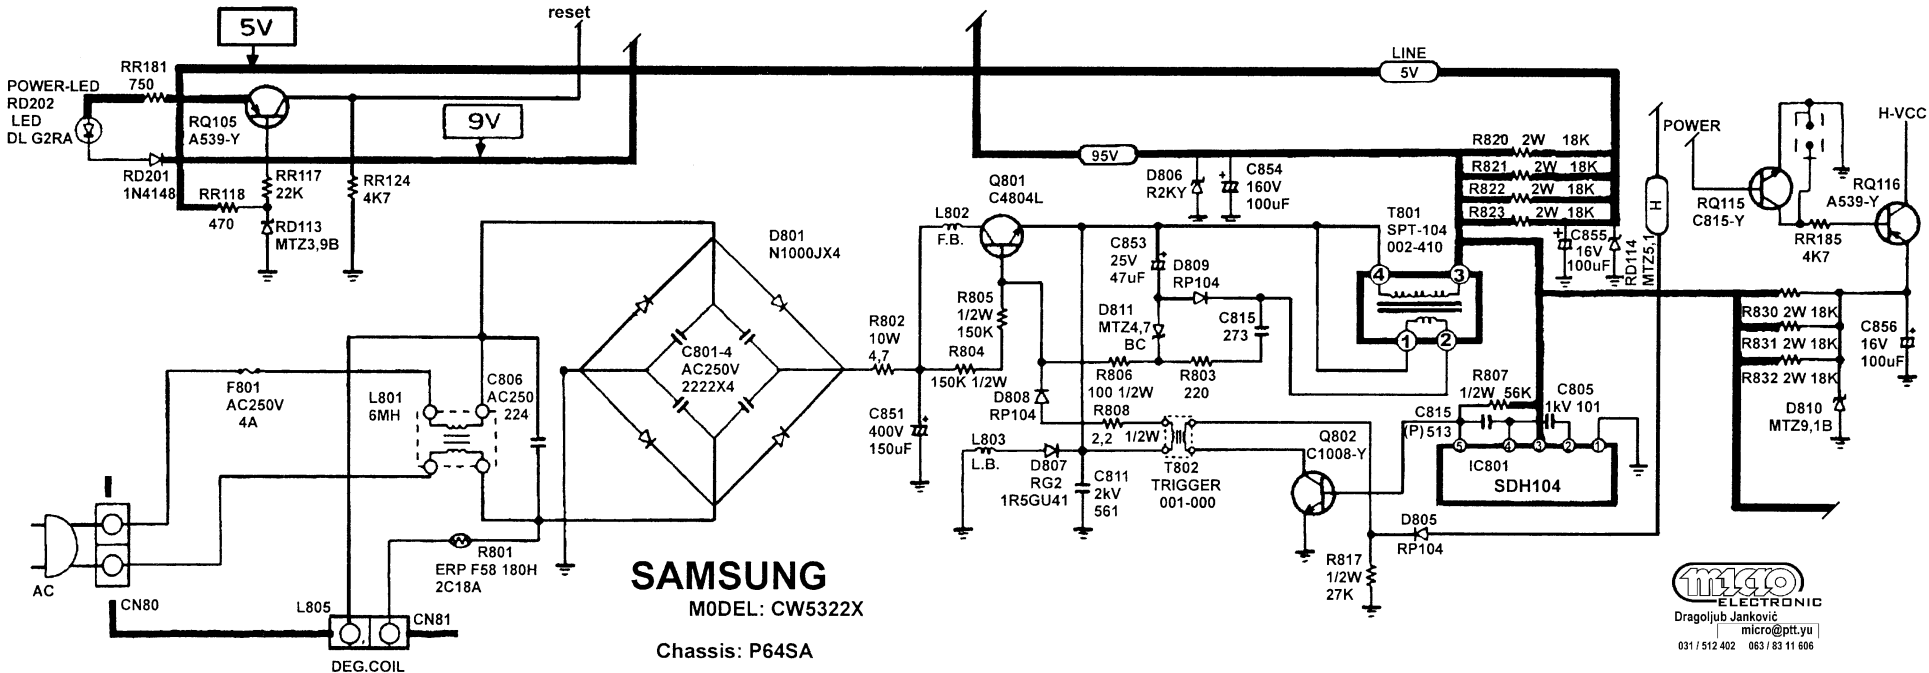 reset
5V
LINE
5V
RR181
750
POWER-LED
RD202
LED
DL G2RA
RQ105
A539-Y
9V
RD201
1N4148
RR117
22K
RR124
4K7
RR118
470
RD113
MTZ3,9B
95V
R820 2W 18K
R821 2W 18K
R822 2W 18K
R823 2W 18K
D806
R2KY
+
C854
160V
100uF
POWER
H-VCC
H
RQ115
C815-Y
RQ116
A539-Y
RR185
4K7
Q801
C4804L
L802
F.B.
T801
SPT-104
002-410
+
C855
16V
100uF
RD114
MTZ5,1
D801
N1000JX4
C853
25V
47uF
+
D809
RP104
4
3
1
2
R805
1/2W
150K
D811
MTZ4,7
BC
C815
273
R802
10W
4,7
R804
150K 1/2W
C801-4
AC250V
2222X4
R830 2W 18K
R831 2W 18K
R832 2W 18K
C856
16V
100uF
+
D810
MTZ9,1B
F801
AC250V
4A
L801
6MH
C806
AC250
224
R806
100 1/2W
R803
220
R807
1/2W 56K
C805
1kV 101
D808
RP104
R808
2,2 1/2W
C815
(P) 513
C851
400V
150uF
+
L803
L.B.
D807
RG2
1R5GU41
C811
2kV
561
T802
TRIGGER
001-000
Q802
C1008-Y
5 4 3 2 1
IC801
SDH104
D805
RP104
R817
1/2W
27K
AC
CN80
R801
ERP F58 180H
2C18A
L805
CN81
DEG.COIL
SAMSUNG
M0DEL: CW5322X
Chassis: P64SA
micro
ELECTRONIC
Dragoljub Janković
micro@ptt.yu
031 / 512 402 063 / 83 11 606